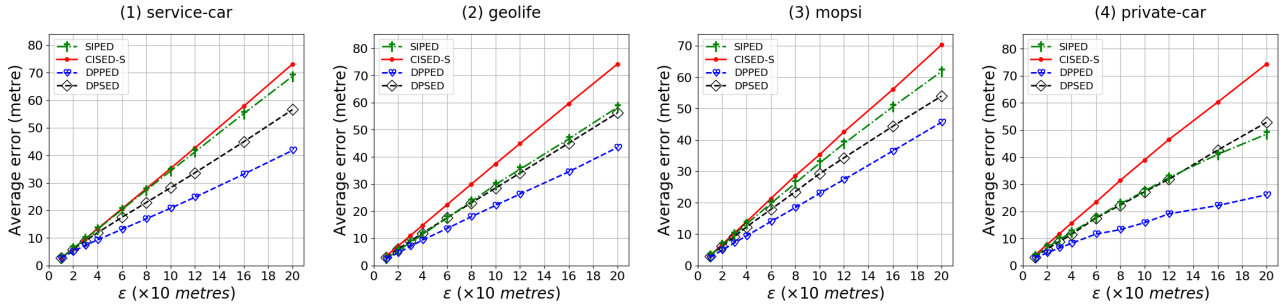 (1) service-car
Average error (metre)
80
70
60
50
40
30
20
10
0
SIPED
CISED-S
DPPED
DPSED
0 2 4 6 8 10 12 14 16 18 20
ε (×10 metres)
(2) geolife
Average error (metre)
80
70
60
50
40
30
20
10
0
SIPED
CISED-S
DPPED
DPSED
0 2 4 6 8 10 12 14 16 18 20
ε (×10 metres)
(3) mopsi
Average error (metre)
70
60
50
40
30
20
10
0
SIPED
CISED-S
DPPED
DPSED
0 2 4 6 8 10 12 14 16 18 20
ε (×10 metres)
(4) private-car
Average error (metre)
80
70
60
50
40
30
20
10
0
SIPED
CISED-S
DPPED
DPSED
0 2 4 6 8 10 12 14 16 18 20
ε (×10 metres)